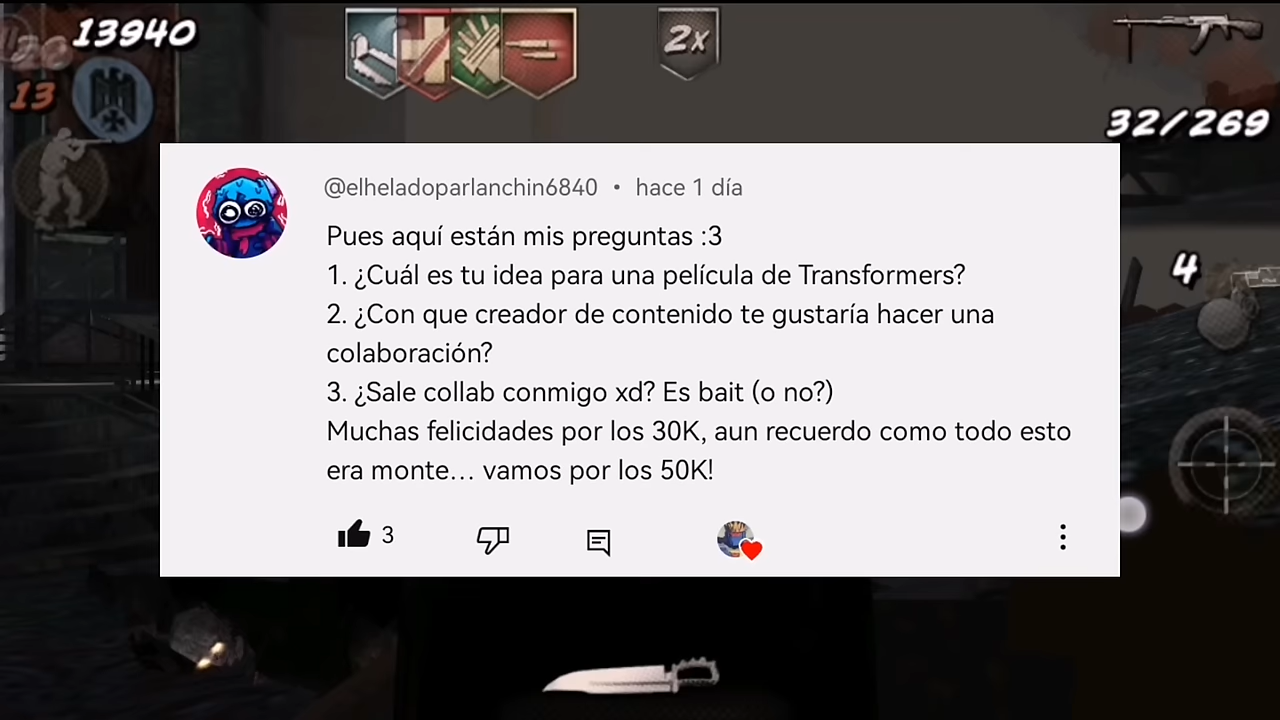 13940
2x
13
32/269
@elheladoparlanchin6840 • hace 1 día
Pues aquí están mis preguntas :3
1. ¿Cuál es tu idea para una película de Transformers?
4
2. ¿Con que creador de contenido te gustaría hacer una
colaboración?
3. ¿Sale collab conmigo xd? Es bait (o no?)
Muchas felicidades por los 30K, aun recuerdo como todo esto
era monte... vamos por los 50K!
3